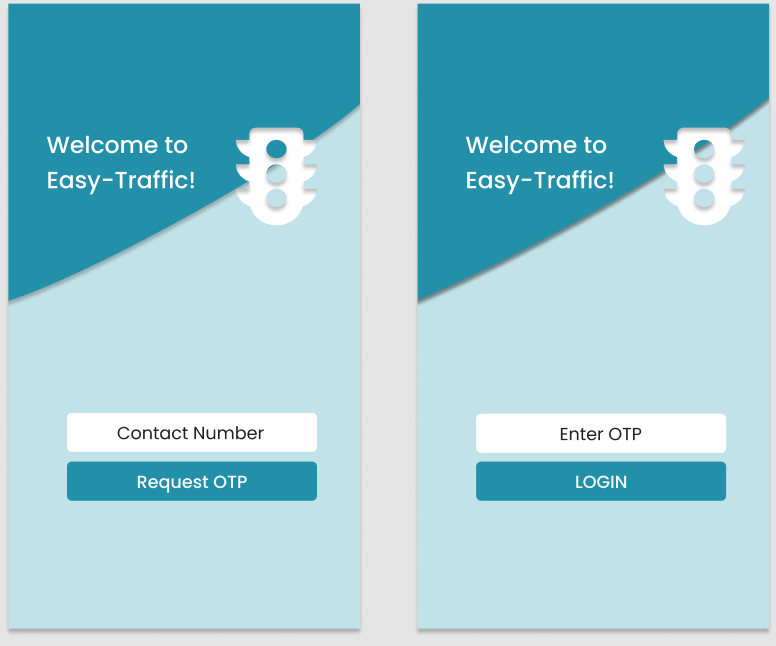 Welcome to
Easy-Traffic!
Contact Number
Request OTP
Welcome to
Easy-Traffic!
Enter OTP
LOGIN